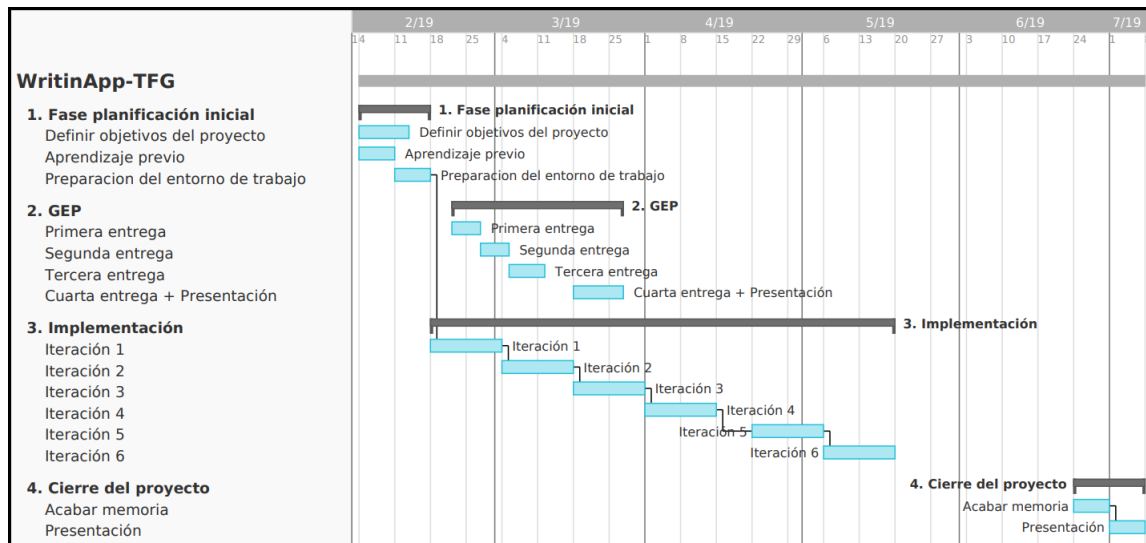 2/19 3/19 4/19 5/19 6/19 7/19
14 11 18 25 4 11 18 25 1 8 15 22 29 6 13 20 27 3 10 17 24 1
WritinApp-TFG
1. Fase planificación inicial 1. Fase planificación inicial
Definir objetivos del proyecto Definir objetivos del proyecto
Aprendizaje previo Aprendizaje previo
Preparacion del entorno de trabajo Preparacion del entorno de trabajo
2. GEP 2. GEP
Primera entrega Primera entrega
Segunda entrega Segunda entrega
Tercera entrega Tercera entrega
Cuarta entrega + Presentación Cuarta entrega + Presentación
3. Implementación 3. Implementación
Iteración 1 Iteración 1
Iteración 2 Iteración 2
Iteración 3 Iteración 3
Iteración 4 Iteración 4
Iteración 5 Iteración 5
Iteración 6 Iteración 6
4. Cierre del proyecto 4. Cierre del proyecto
Acabar memoria Acabar memoria
Presentación Presentación